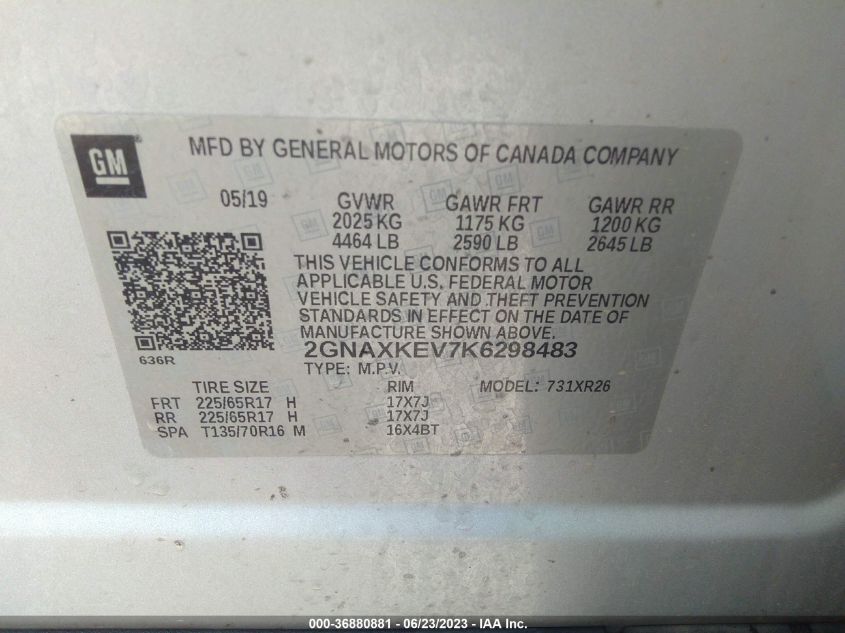 GM
MFD BY GENERAL MOTORS OF CANADA COMPANY
05/19 GVWR GAWR FRT GAWR RR
2025 KG 1175 KG 1200 KG
4464 LB 2590 LB 2645 LB
THIS VEHICLE CONFORMS TO ALL
APPLICABLE U.S. FEDERAL MOTOR
VEHICLE SAFETY AND THEFT PREVENTION
STANDARDS IN EFFECT ON THE DATE OF
MANUFACTURE SHOWN ABOVE.
636R 2GNAXKEV7K6298483
TYPE: M.P.V.
TIRE SIZE RIM MODEL: 731XR26
FRT 225/65R17 H 17X7J
RR 225/65R17 H 17X7J
SPA T135/70R16 M 16X4BT
000-36880881 - 06/23/2023 - IAA Inc.